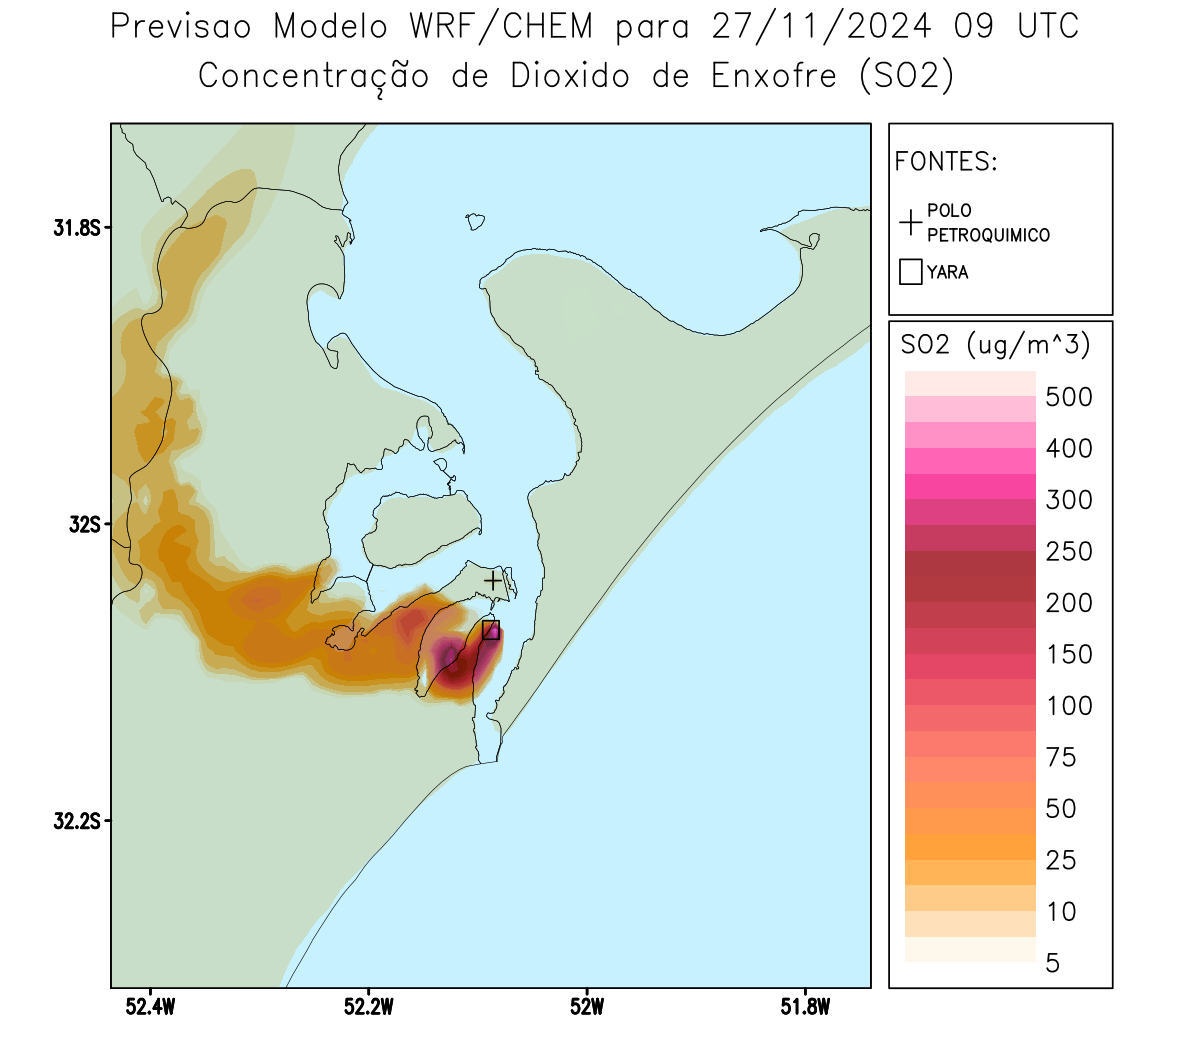 Previsao Modelo WRF/CHEM para 27/11/2024 09 UTC
Concentração de Dioxido de Enxofre (SO2)
FONTES:
POLO
PETROQUIMICO
YARA
SO2 (ug/m^3)
500
400
300
250
200
150
100
75
50
25
10
5
31.8S
32S
32.2S
52.4W
52.2W
52W
51.8W